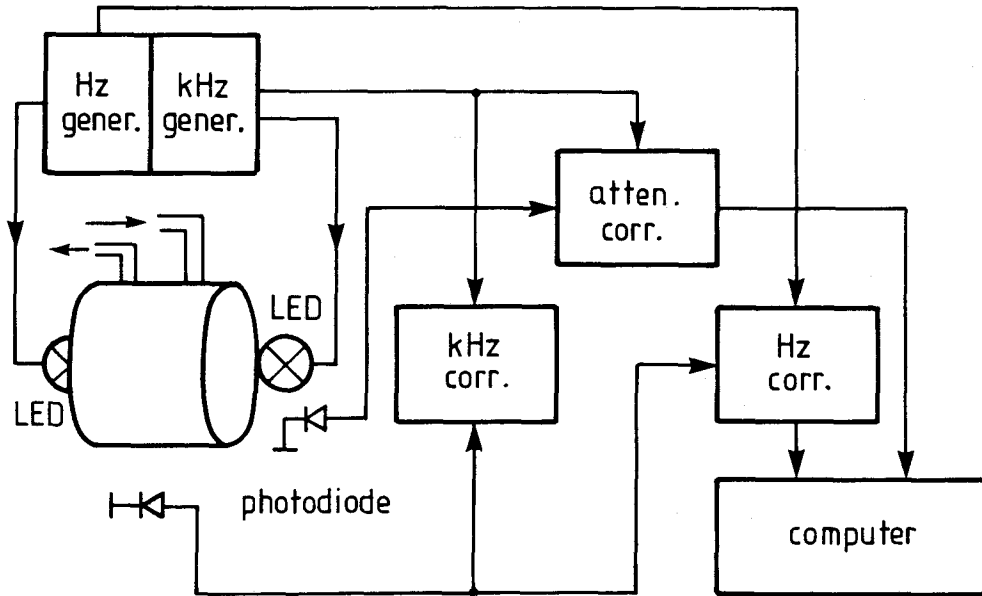 Hz
gener.
kHz
gener.
atten.
corr.
LED
kHz
corr.
Hz
corr.
LED
photodiode
computer